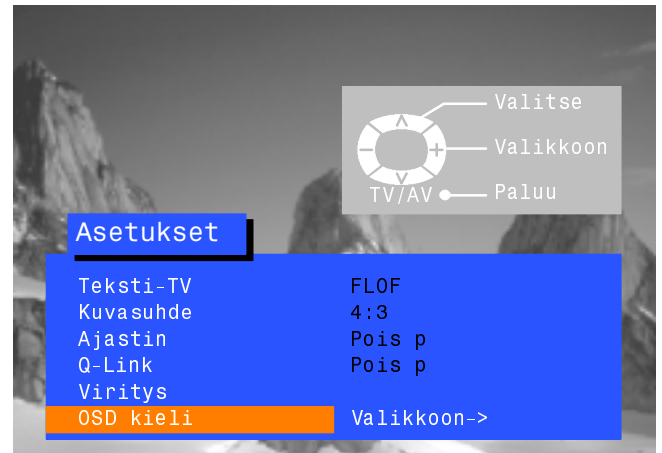 Valitse
Valikkoon
TV/AV Paluu
Asetukset
Teksti-TV FLOF
Kuvasuhde 4:3
Ajastin Pois p
Q-Link Pois p
Viritys
OSD kieli Valikkoon->